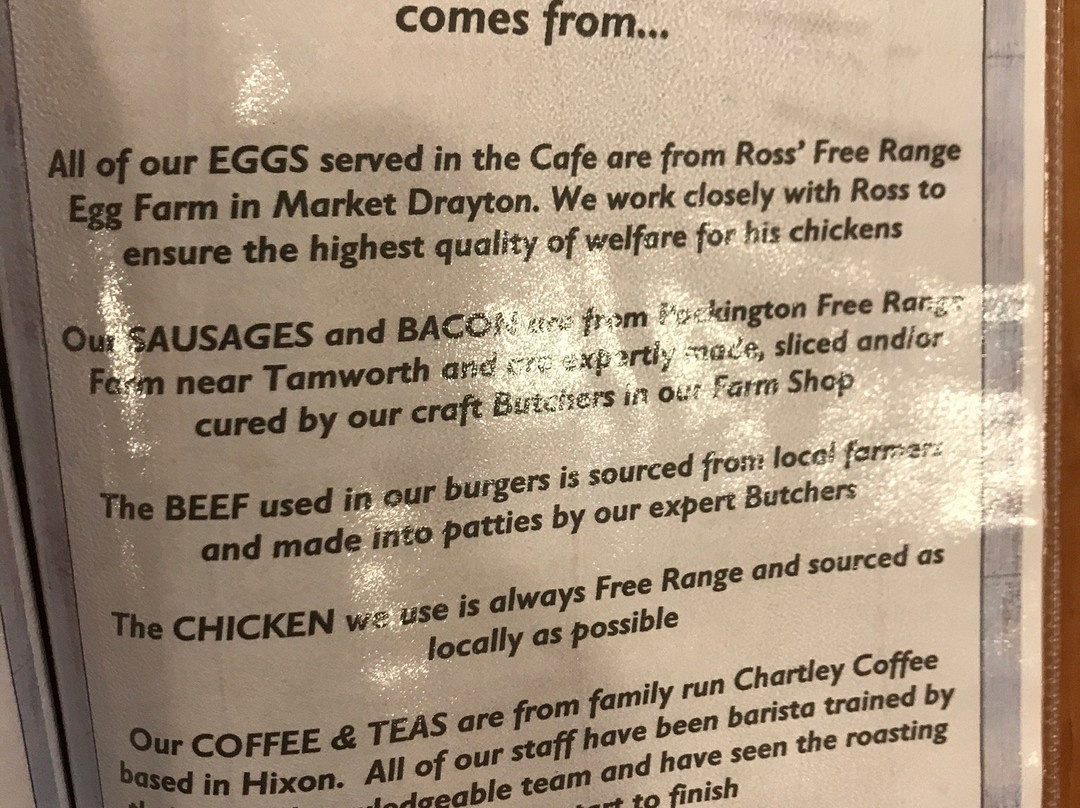 comes from...
All of our EGGS served in the Cafe are from Ross' Free Range
Egg Farm in Market Drayton. We work closely with Ross to
ensure the highest quality of welfare for his chickens
Our SAUSAGES and BACON are from Packington Free Range
Farm near Tamworth and are expertly made, sliced and/or
cured by our craft Butchers in our Farm Shop
The BEEF used in our burgers is sourced from local farmers
and made into patties by our expert Butchers
The CHICKEN we use is always Free Range and sourced as
locally as possible
Our COFFEE & TEAS are from family run Chartley Coffee
based in Hixon. All of our staff have been barista trained by
team and have seen the roasting
to finish